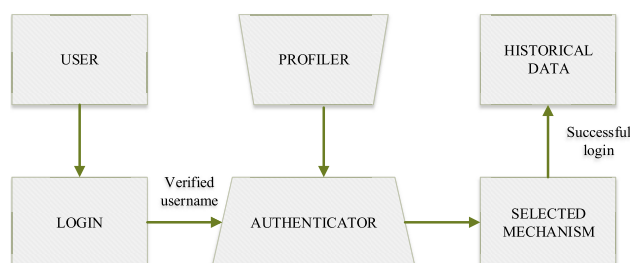 USER
PROFILER
HISTORICAL
DATA
Successful
login
Verified
username
LOGIN
AUTHENTICATOR
SELECTED
MECHANISM